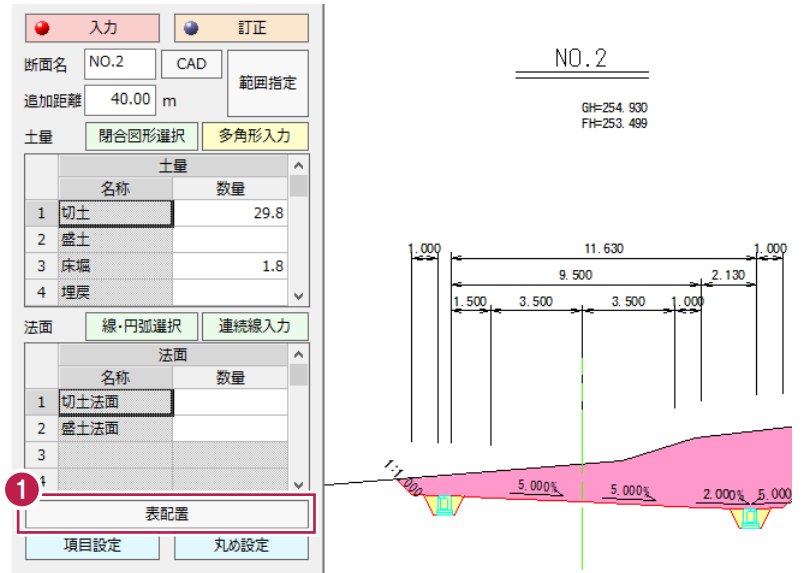 入力 訂正
断面名 NO.2 CAD 範囲指定
追加距離 40.00 m
土量 閉合図形選択 多角形入力
土量
名称 数量
1 切土 29.8
2 盛土
3 床堀 1.8
4 埋戻
法面 線・円弧選択 連続線入力
法面
名称 数量
1 切土法面
2 盛土法面
3
4
1
表配置
項目設定 丸め設定
NO.2
GH=254.930
FH=253.499
1.000 11.630 1.000
9.500 2.130
1.500 3.500 3.500 1.000
1:1.000
5.000% 5.000% 2.000% 5.000